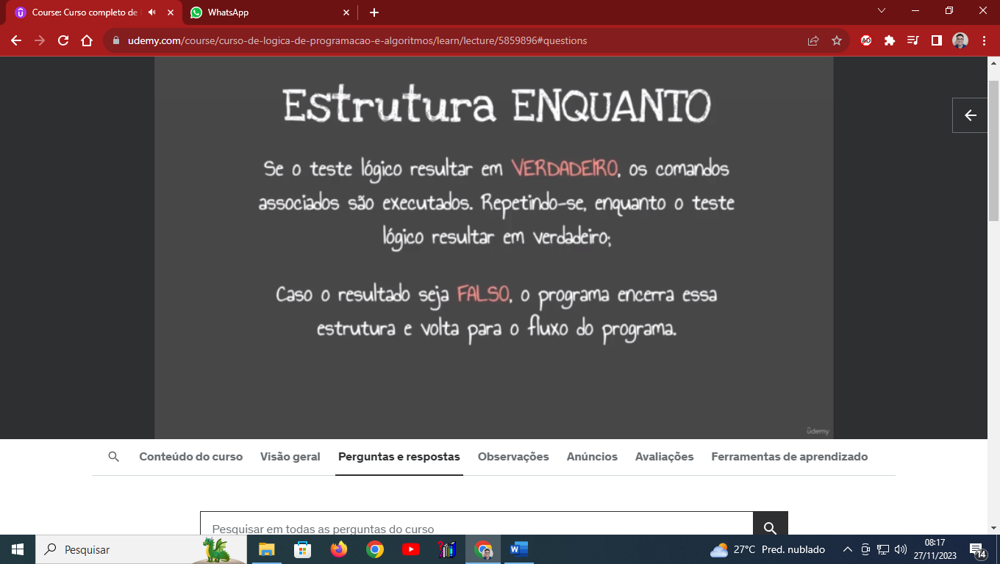 Course: Curso completo de
WhatsApp
udemy.com/course/curso-de-logica-de-programacao-e-algoritmos/learn/lecture/5859896#questions
Estrutura ENQUANTO
Se o teste lógico resultar em VERDADEIRO, os comandos
associados são executados. Repetindo-se, enquanto o teste
lógico resultar em verdadeiro;
Caso o resultado seja FALSO, o programa encerra essa
estrutura e volta para o fluxo do programa.
ûdemy
Conteúdo do curso Visão geral Perguntas e respostas Observações Anúncios Avaliações Ferramentas de aprendizado
Pesquisar em todas as perguntas do curso
Pesquisar
27°C Pred. nublado
08:17
27/11/2023
14